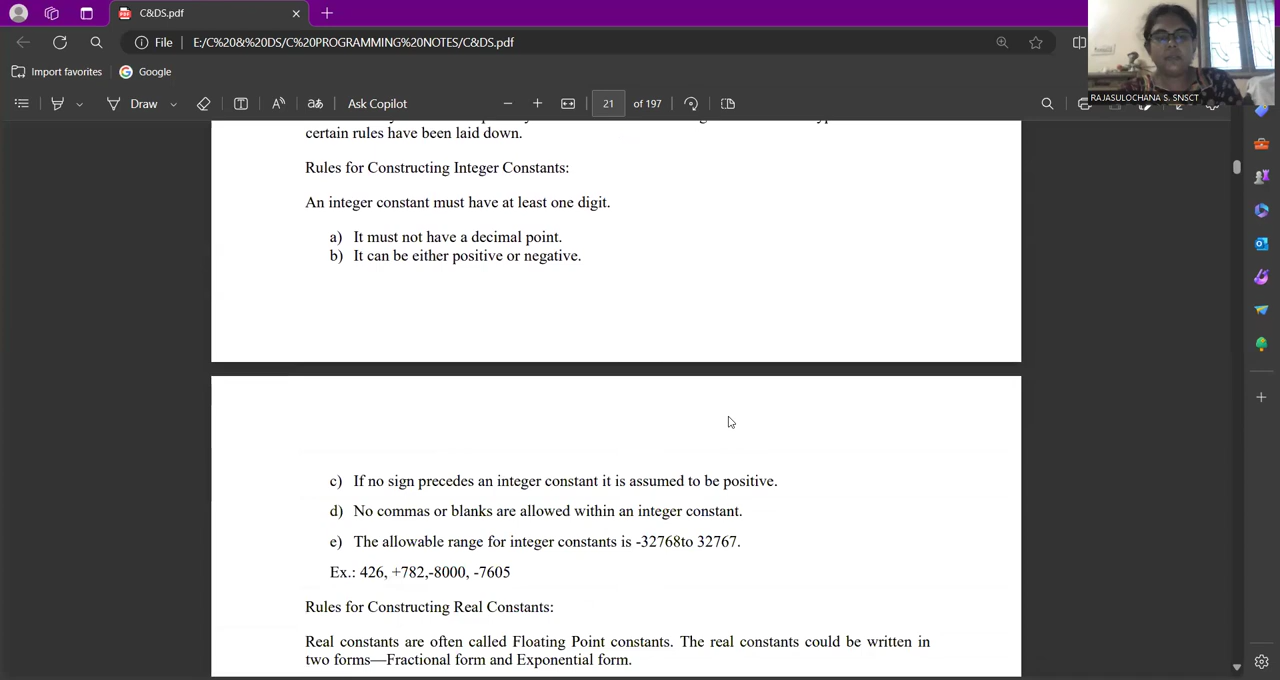 C&DS.pdf
File
E:/C%20&%20DS/C%20PROGRAMMING%20NOTES/C&DS.pdf
Import favorites
Google
Draw
aあ
Ask Copilot
21
of 197
RAJASULOCHANA S. SNSCT
certain rules have been laid down.
Rules for Constructing Integer Constants:
An integer constant must have at least one digit.
a) It must not have a decimal point.
b) It can be either positive or negative.
c) If no sign precedes an integer constant it is assumed to be positive.
d) No commas or blanks are allowed within an integer constant.
e) The allowable range for integer constants is -32768to 32767.
Ex.: 426, +782,-8000, -7605
Rules for Constructing Real Constants:
Real constants are often called Floating Point constants. The real constants could be written in
two forms—Fractional form and Exponential form.